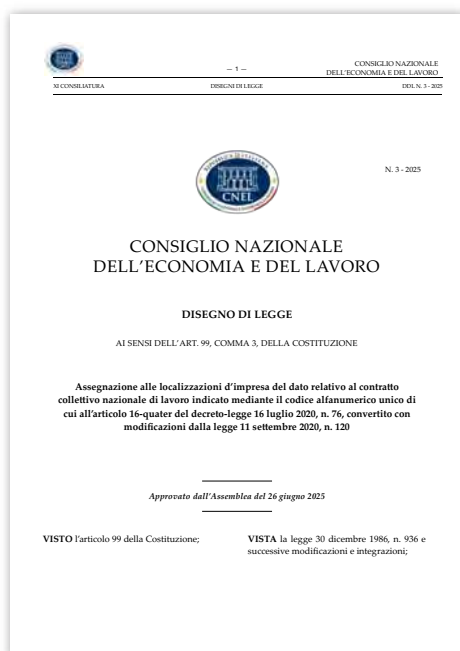 — 1 —
CONSIGLIO NAZIONALE
DELL'ECONOMIA E DEL LAVORO
XI CONSILIATURA DISEGNI DI LEGGE DDL N. 3 - 2025
N. 3 - 2025
REPVBBLICA ITALIANA
CNEL
CONSIGLIO NAZIONALE
DELL'ECONOMIA E DEL LAVORO
DISEGNO DI LEGGE
AI SENSI DELL'ART. 99, COMMA 3, DELLA COSTITUZIONE
Assegnazione alle localizzazioni d'impresa del dato relativo al contratto
collettivo nazionale di lavoro indicato mediante il codice alfanumerico unico di
cui all'articolo 16-quater del decreto-legge 16 luglio 2020, n. 76, convertito con
modificazioni dalla legge 11 settembre 2020, n. 120
Approvato dall'Assemblea del 26 giugno 2025
VISTO l'articolo 99 della Costituzione;
VISTA la legge 30 dicembre 1986, n. 936 e
successive modificazioni e integrazioni;